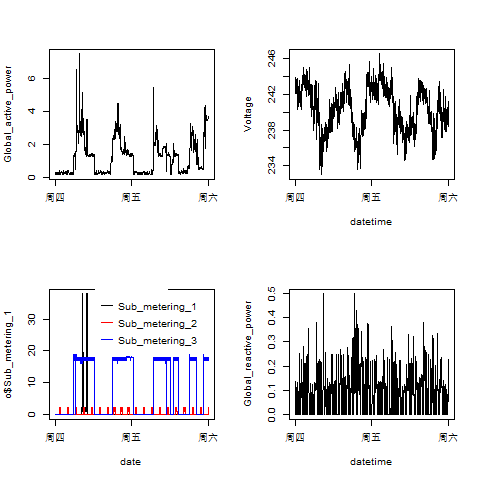 Global_active_power
6
4
2
0
周四 周五 周六
Voltage
246
242
238
234
周四 周五 周六
datetime
o$Sub_metering_1
30
20
10
0
Sub_metering_1
Sub_metering_2
Sub_metering_3
周四 周五 周六
date
Global_reactive_power
0.5
0.4
0.3
0.2
0.1
0.0
周四 周五 周六
datetime